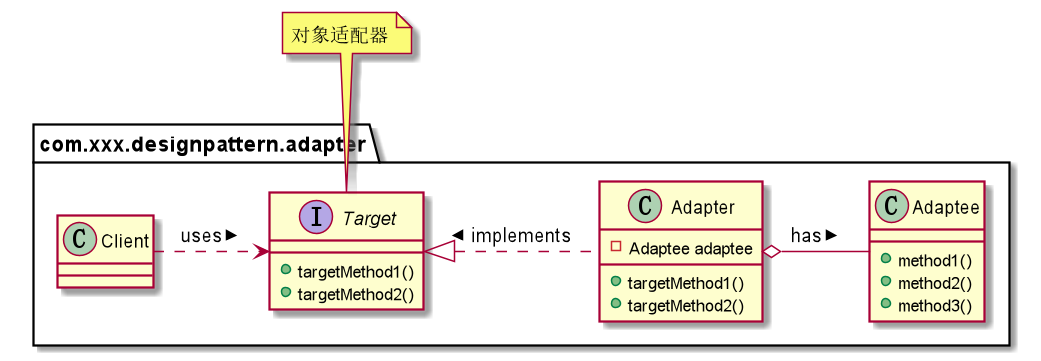 对象适配器
com.xxx.designpattern.adapter
C Client
uses ►
I Target
targetMethod1()
targetMethod2()
◄ implements
C Adapter
Adaptee adaptee
targetMethod1()
targetMethod2()
has ►
C Adaptee
method1()
method2()
method3()